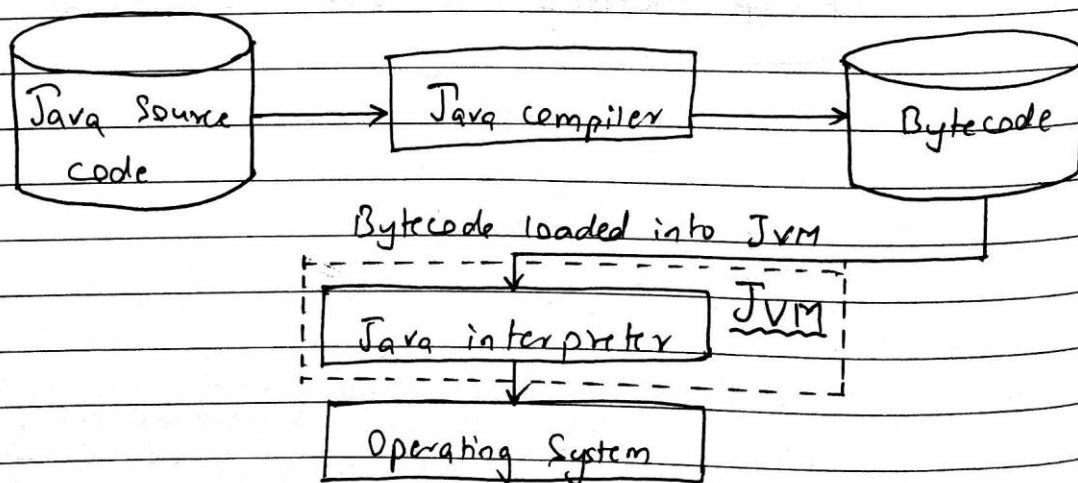 Java Source
code
Java compiler
Bytecode
Bytecode loaded into JVM
JVM
Java interpreter
Operating System